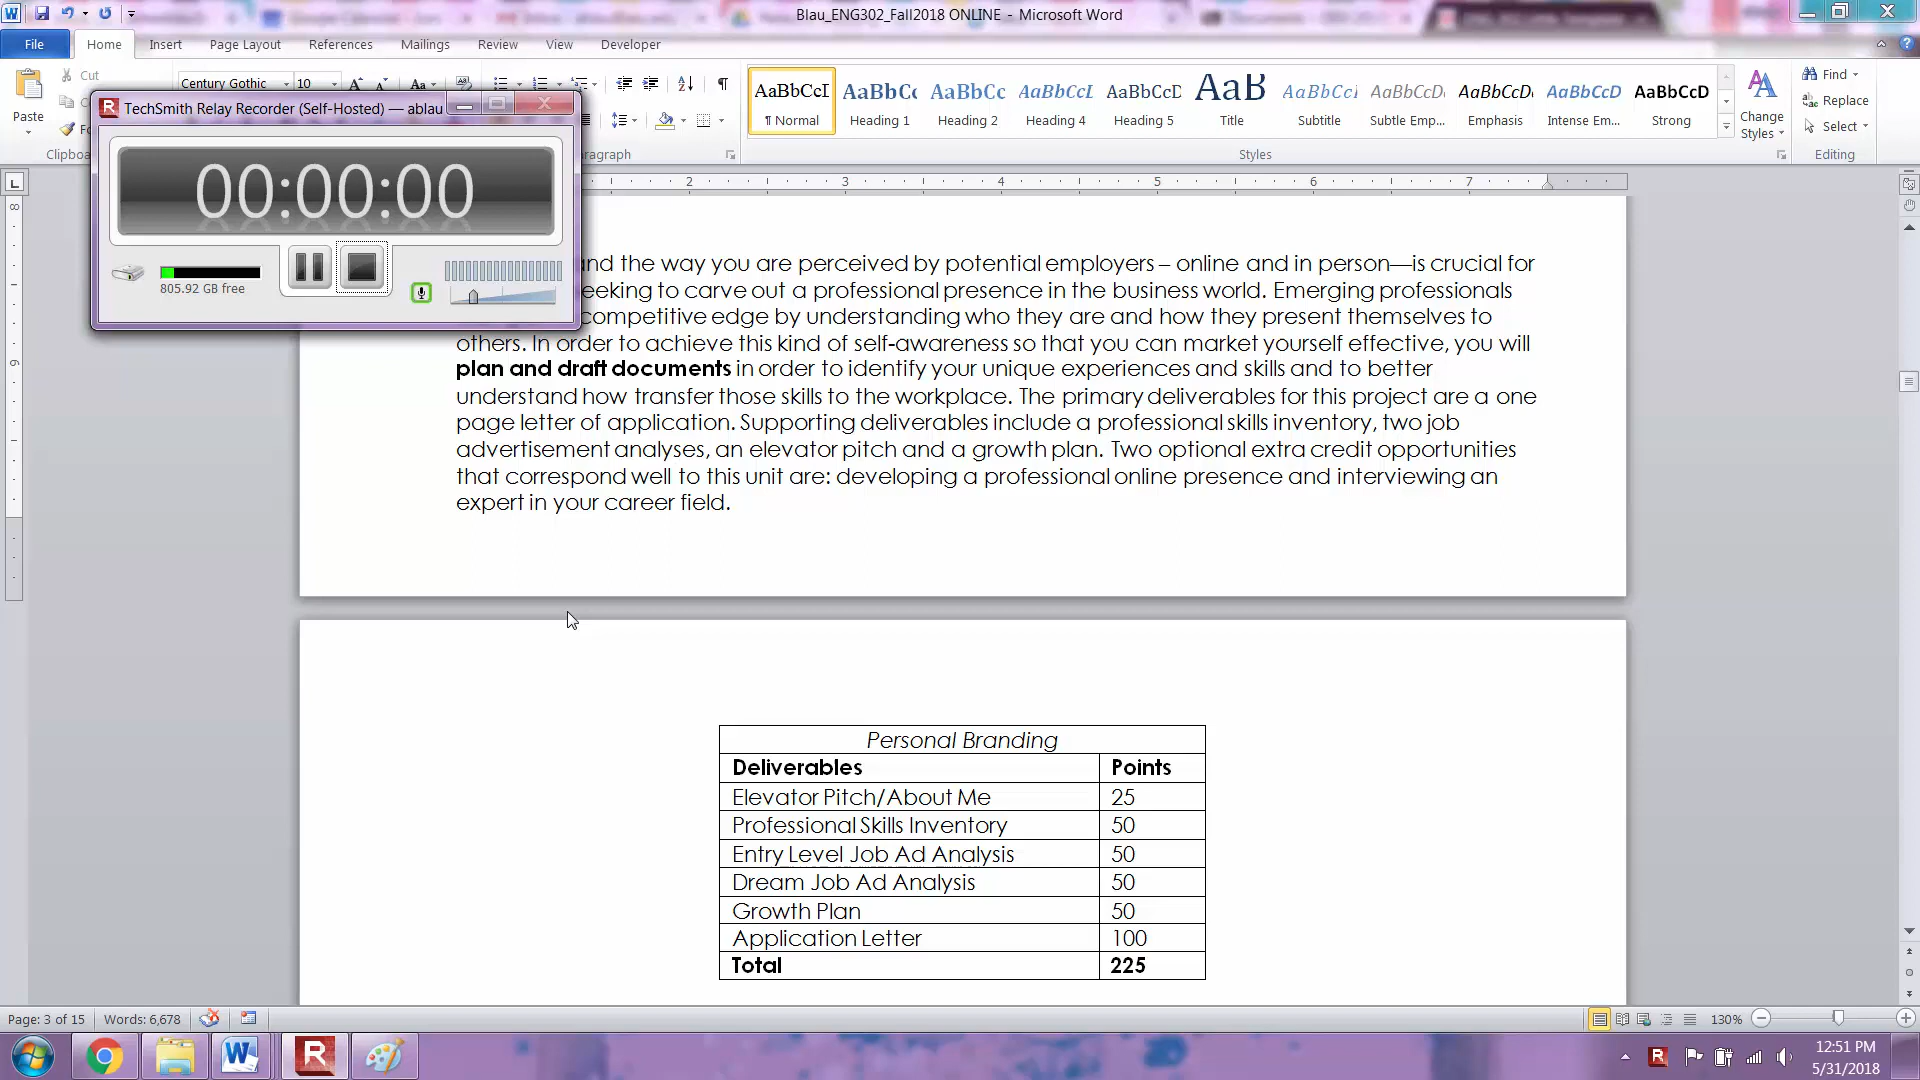 Blau_ENG302_Fall2018 ONLINE - Microsoft Word
File Home Insert Page Layout References Mailings Review View Developer
Paste
Cut
Century Gothic 10
AaBbCcI AaBbCc AaBbCc AaBbCcL AaBbCcD AaB AaBbCcI AaBbCcD AaBbCcD AaBbCcD AaBbCcD
¶ Normal Heading 1 Heading 2 Heading 4 Heading 5 Title Subtitle Subtle Emp... Emphasis Intense Em... Strong
Change Styles
Find
Replace
Select
Styles
Editing
TechSmith Relay Recorder (Self-Hosted) — ablau
00:00:00
805.92 GB free
2 3 4 5 6 7
and the way you are perceived by potential employers – online and in person—is crucial for
eeking to carve out a professional presence in the business world. Emerging professionals
competitive edge by understanding who they are and how they present themselves to
others. In order to achieve this kind of self-awareness so that you can market yourself effective, you will
plan and draft documents in order to identify your unique experiences and skills and to better
understand how transfer those skills to the workplace. The primary deliverables for this project are a one
page letter of application. Supporting deliverables include a professional skills inventory, two job
advertisement analyses, an elevator pitch and a growth plan. Two optional extra credit opportunities
that correspond well to this unit are: developing a professional online presence and interviewing an
expert in your career field.
Personal Branding
Deliverables Points
Elevator Pitch/About Me 25
Professional Skills Inventory 50
Entry Level Job Ad Analysis 50
Dream Job Ad Analysis 50
Growth Plan 50
Application Letter 100
Total 225
Page: 3 of 15 Words: 6,678
130%
12:51 PM
5/31/2018